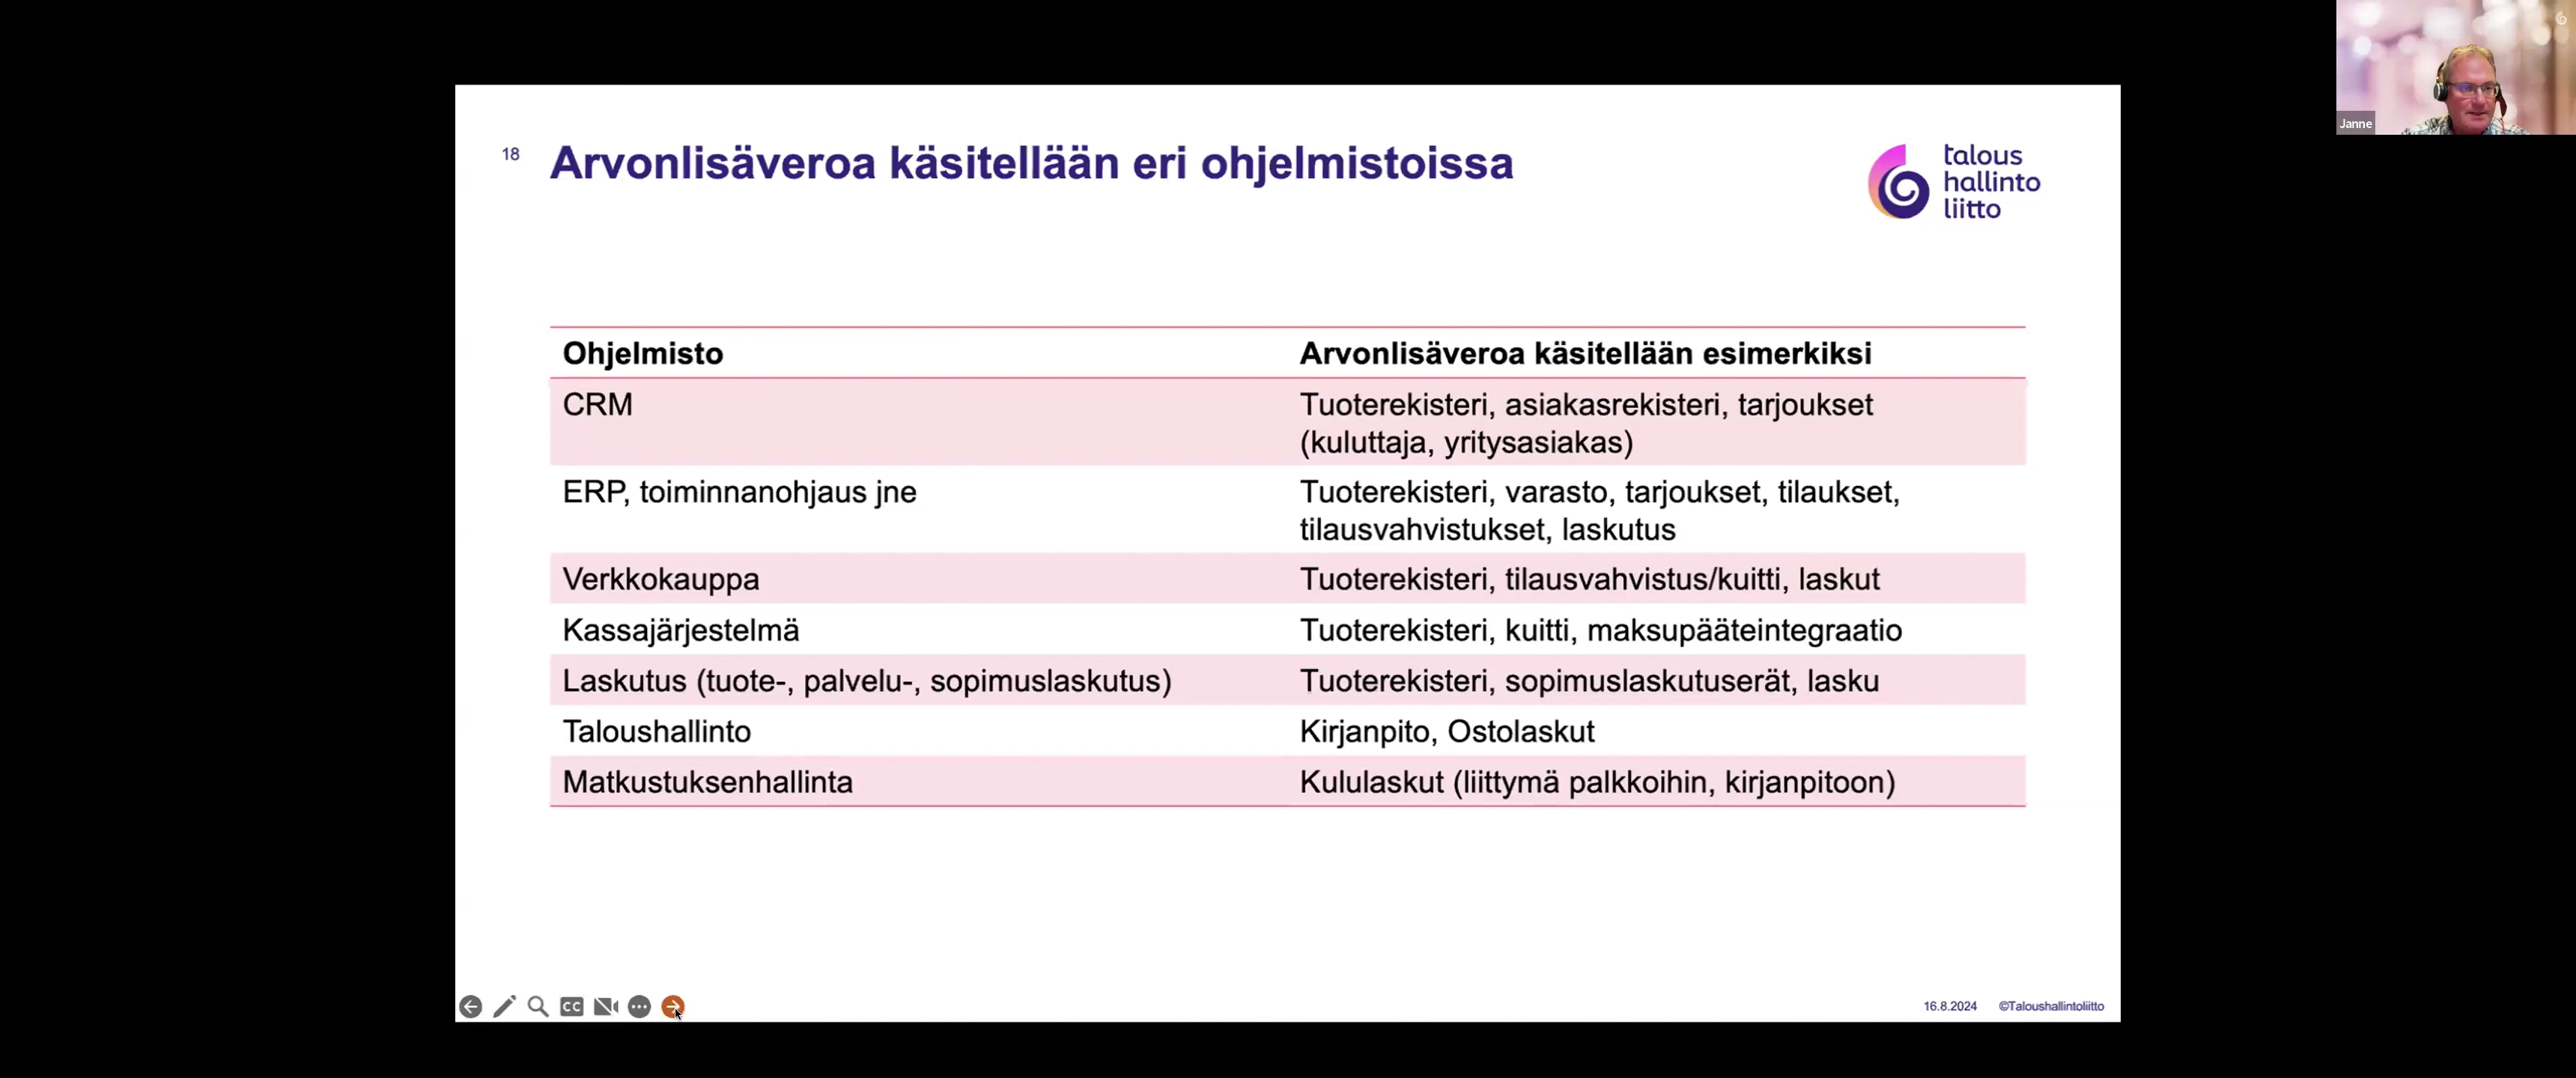 Janne
18
Arvonlisäveroa käsitellään eri ohjelmistoissa
talous
hallinto
liitto
Ohjelmisto
Arvonlisäveroa käsitellään esimerkiksi
CRM
Tuoterekisteri, asiakasrekisteri, tarjoukset
(kuluttaja, yritysasiakas)
ERP, toiminnanohjaus jne
Tuoterekisteri, varasto, tarjoukset, tilaukset,
tilausvahvistukset, laskutus
Verkkokauppa
Tuoterekisteri, tilausvahvistus/kuitti, laskut
Kassajärjestelmä
Tuoterekisteri, kuitti, maksupääteintegraatio
Laskutus (tuote-, palvelu-, sopimuslaskutus)
Tuoterekisteri, sopimuslaskutuserät, lasku
Taloushallinto
Kirjanpito, Ostolaskut
Matkustuksenhallinta
Kululaskut (liittymä palkkoihin, kirjanpitoon)
CC
16.8.2024
©Taloushallintoliitto